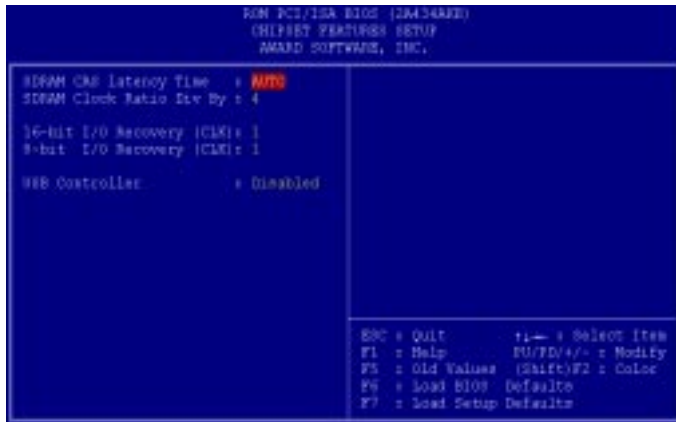 ROM PCI/ISA BIOS (2A434AKB)
CHIPSET FEATURES SETUP
AWARD SOFTWARE, INC.
SDRAM CAS Latency Time : AUTO
SDRAM Clock Ratio Div By : 4
16-bit I/O Recovery (CLK): 1
8-bit I/O Recovery (CLK): 1
USB Controller : Disabled
ESC : Quit ↑↓→← : Select Item
F1 : Help PU/PD/+/- : Modify
F5 : Old Values (Shift)F2 : Color
F6 : Load BIOS Defaults
F7 : Load Setup Defaults